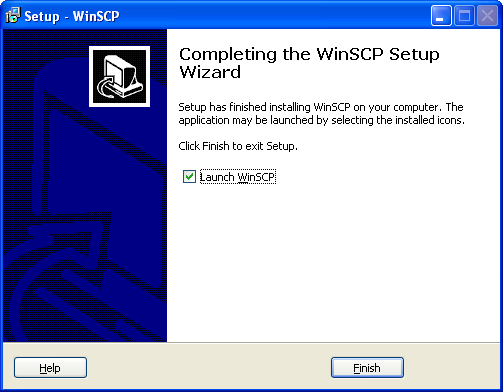 Setup - WinSCP
Completing the WinSCP Setup
Wizard
Setup has finished installing WinSCP on your computer. The
application may be launched by selecting the installed icons.
Click Finish to exit Setup.
Launch WinSCP
Help
Finish